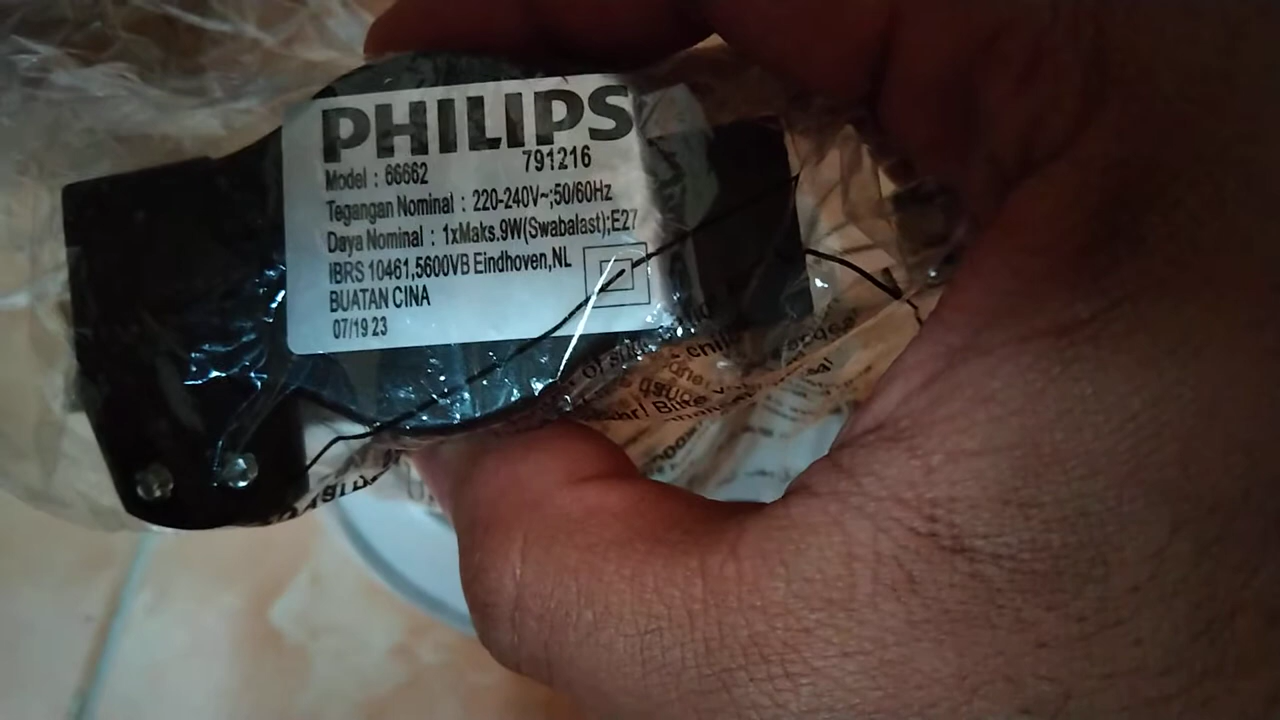 PHILIPS
791216
Model : 66662
Tegangan Nominal : 220-240V~;50/60Hz
Daya Nominal : 1xMaks.9W(Swabalast);E27
IBRS 10461,5600VB Eindhoven,NL
BUATAN CINA
07/19 23
Bitte